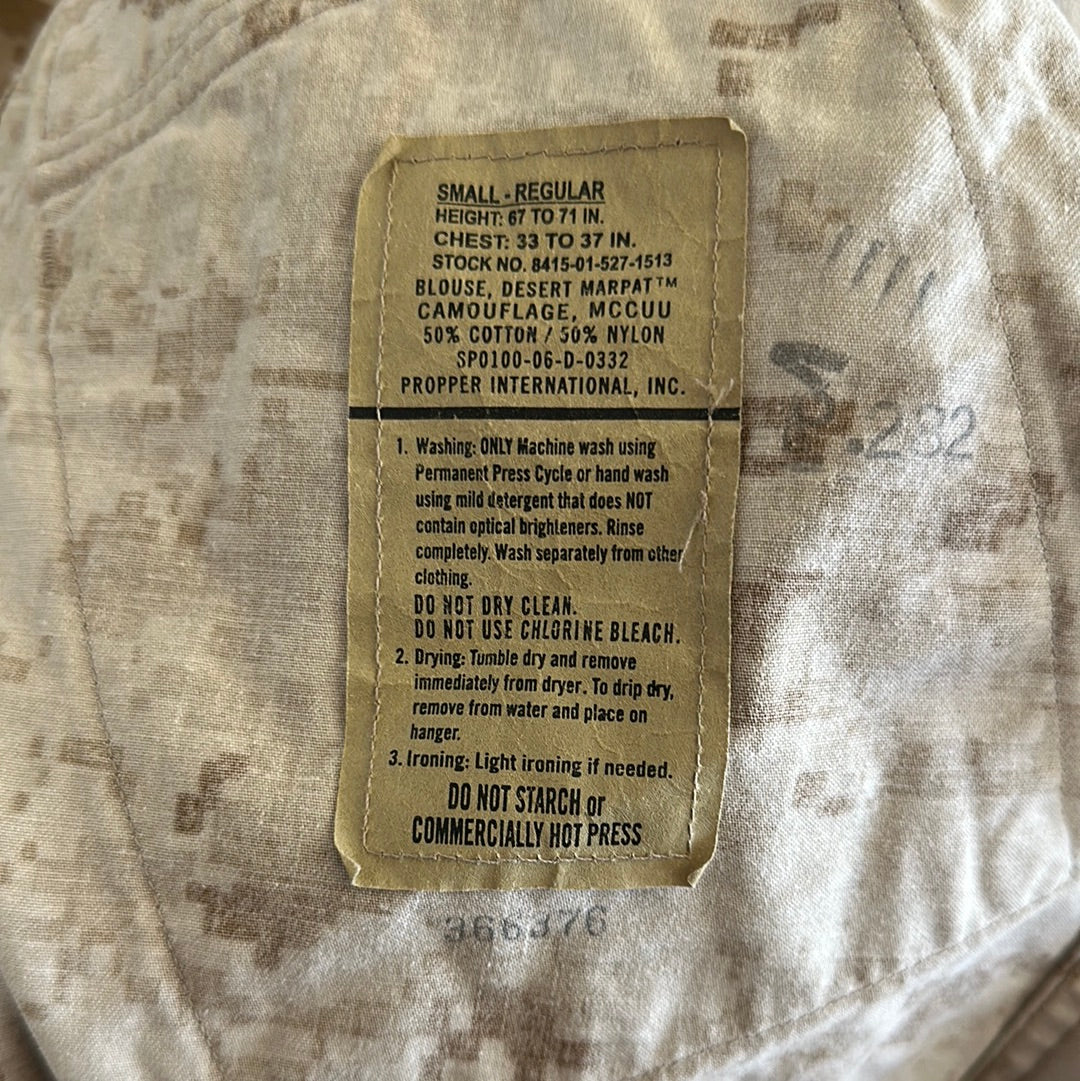 SMALL - REGULAR
HEIGHT: 67 TO 71 IN.
CHEST: 33 TO 37 IN.
STOCK NO. 8415-01-527-1513
BLOUSE, DESERT MARPAT™
CAMOUFLAGE, MCCUU
50% COTTON / 50% NYLON
SP0100-06-D-0332
PROPPER INTERNATIONAL, INC.
1. Washing: ONLY Machine wash using
Permanent Press Cycle or hand wash
using mild detergent that does NOT
contain optical brighteners. Rinse
completely. Wash separately from other
clothing.
DO NOT DRY CLEAN.
DO NOT USE CHLORINE BLEACH.
2. Drying: Tumble dry and remove
immediately from dryer. To drip dry,
remove from water and place on
hanger.
3. Ironing: Light ironing if needed.
DO NOT STARCH or
COMMERCIALLY HOT PRESS
366376